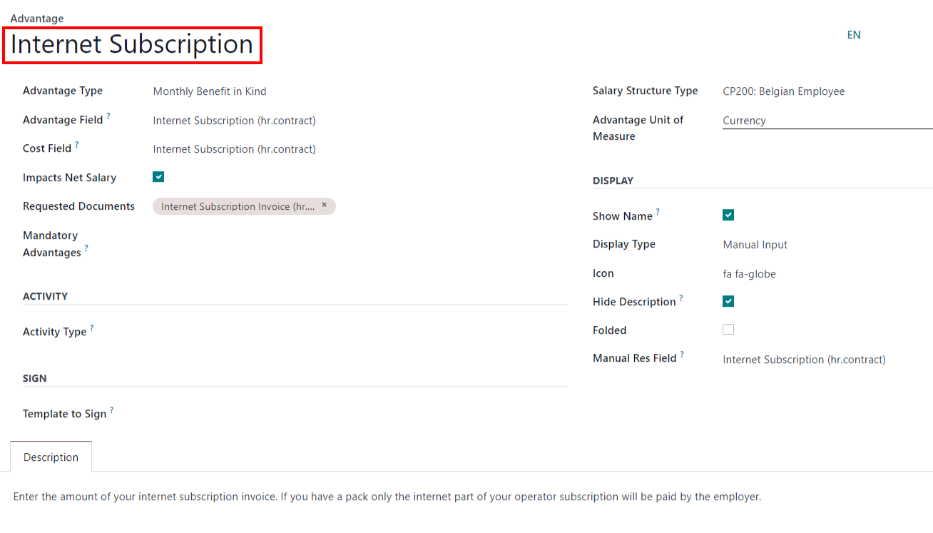 Advantage
Internet Subscription
EN
Advantage Type Monthly Benefit in Kind
Advantage Field ? Internet Subscription (hr.contract)
Cost Field ? Internet Subscription (hr.contract)
Impacts Net Salary
Requested Documents Internet Subscription Invoice (hr.... ×
Mandatory
Advantages ?
ACTIVITY
Activity Type ?
SIGN
Template to Sign ?
Salary Structure Type CP200: Belgian Employee
Advantage Unit of Currency
Measure
DISPLAY
Show Name ?
Display Type Manual Input
Icon fa fa-globe
Hide Description ?
Folded
Manual Res Field ? Internet Subscription (hr.contract)
Description
Enter the amount of your internet subscription invoice. If you have a pack only the internet part of your operator subscription will be paid by the employer.